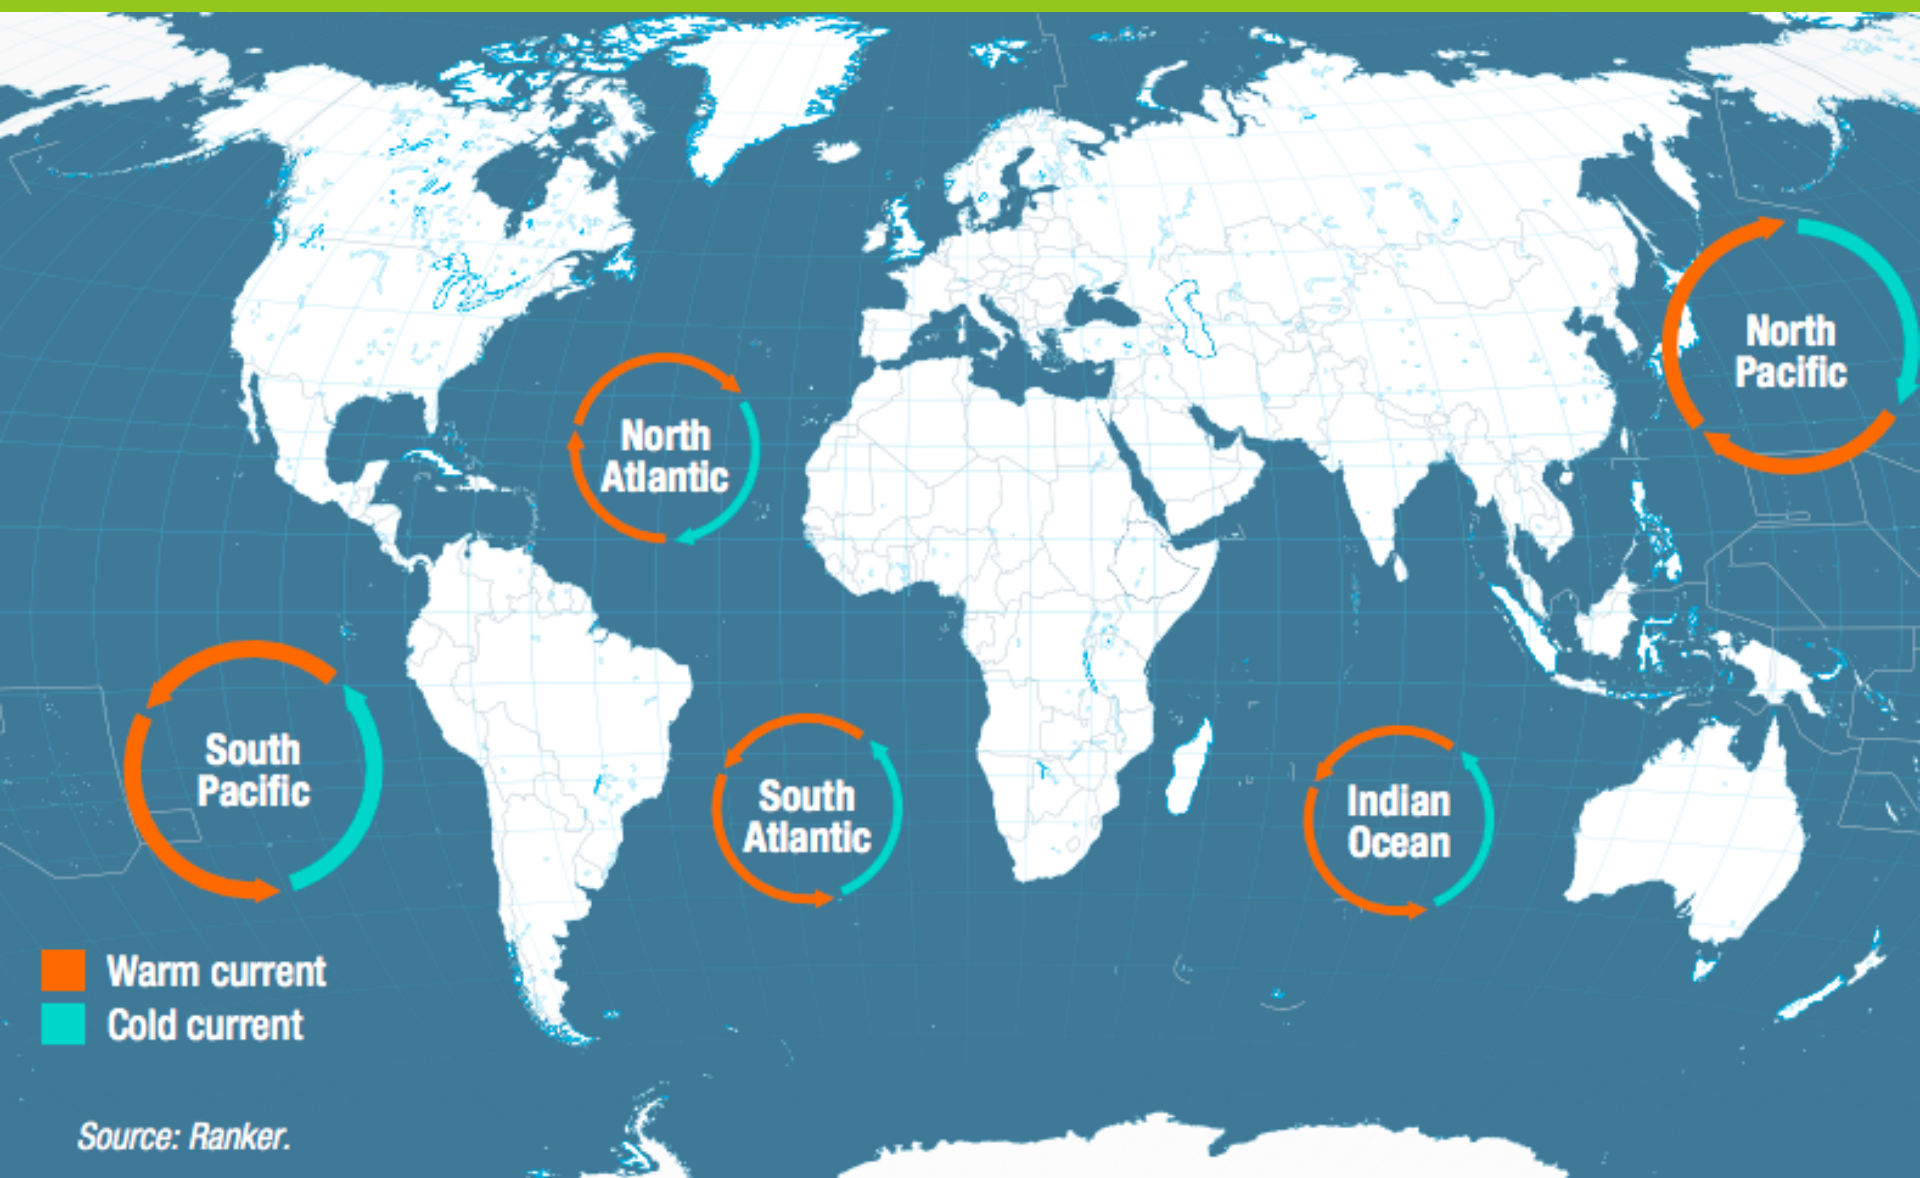 North
Pacific
North
Atlantic
South
Pacific
South
Atlantic
Indian
Ocean
Warm current
Cold current
Source: Ranker.